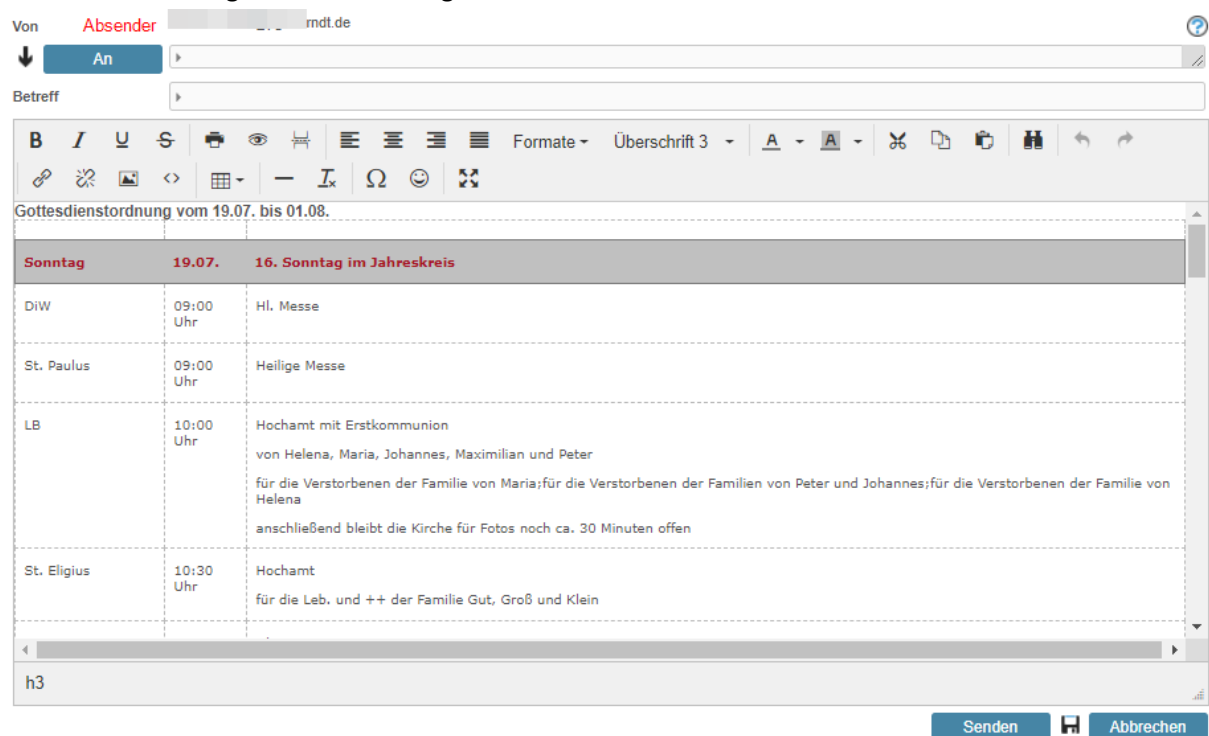 Von Absender rndt.de
An
Betreff
B I U S Formate Überschrift 3 A A
Gottesdienstordnung vom 19.07. bis 01.08.
Sonntag 19.07. 16. Sonntag im Jahreskreis
DiW 09:00 Hl. Messe
Uhr
St. Paulus 09:00 Heilige Messe
Uhr
LB 10:00 Hochamt mit Erstkommunion
Uhr
von Helena, Maria, Johannes, Maximilian und Peter
für die Verstorbenen der Familie von Maria;für die Verstorbenen der Familien von Peter und Johannes;für die Verstorbenen der Familie von
Helena
anschließend bleibt die Kirche für Fotos noch ca. 30 Minuten offen
St. Eligius 10:30 Hochamt
Uhr
für die Leb. und ++ der Familie Gut, Groß und Klein
h3
Senden Abbrechen